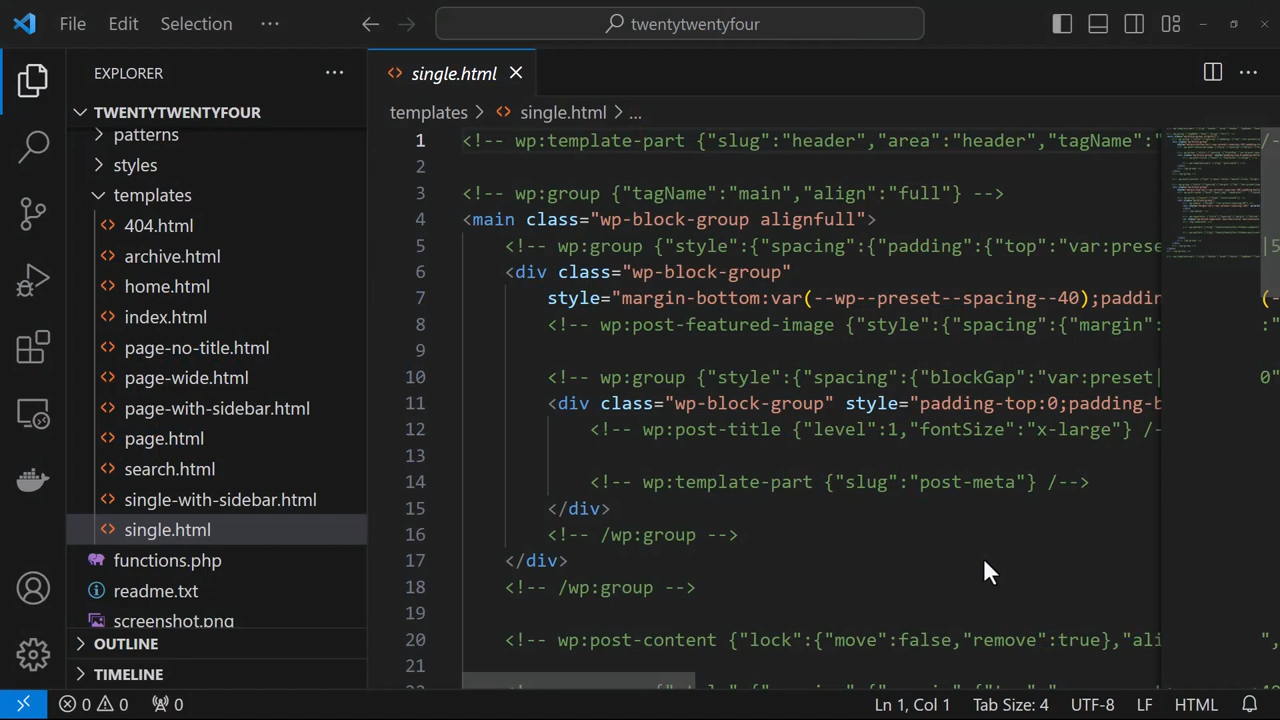 File Edit Selection ··· twentytwentyfour
EXPLORER ···
TWENTYTWENTYFOUR
patterns
styles
templates
404.html
archive.html
home.html
index.html
page-no-title.html
page-wide.html
page-with-sidebar.html
page.html
search.html
single-with-sidebar.html
single.html
functions.php
readme.txt
screenshot.png
OUTLINE
TIMELINE
single.html
templates > single.html > ...
1 <!-- wp:template-part {"slug":"header","area":"header","tagName":"
2
3 <!-- wp:group {"tagName":"main","align":"full"} -->
4 <main class="wp-block-group alignfull">
5 <!-- wp:group {"style":{"spacing":{"padding":{"top":"var:prese
6 <div class="wp-block-group"
7 style="margin-bottom:var(--wp--preset--spacing--40);paddin
8 <!-- wp:post-featured-image {"style":{"spacing":{"margin":
9
10 <!-- wp:group {"style":{"spacing":{"blockGap":"var:preset|
11 <div class="wp-block-group" style="padding-top:0;padding-b
12 <!-- wp:post-title {"level":1,"fontSize":"x-large"} /-
13
14 <!-- wp:template-part {"slug":"post-meta"} /-->
15 </div>
16 <!-- /wp:group -->
17 </div>
18 <!-- /wp:group -->
19
20 <!-- wp:post-content {"lock":{"move":false,"remove":true},"ali
21
0 0 0 Ln 1, Col 1 Tab Size: 4 UTF-8 LF HTML